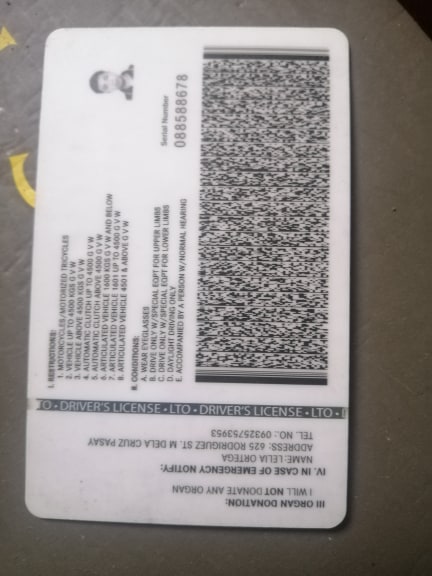 I. RESTRICTIONS:
1. MOTORCYCLES/MOTORIZED TRICYCLES
2. VEHICLE UP TO 4500 KGS G V W
3. VEHICLE ABOVE 4500 KGS G V W
4. AUTOMATIC CLUTCH UP TO 4500 G V W
5. AUTOMATIC CLUTCH ABOVE 4500 G V W
6. ARTICULATED VEHICLE 1600 KGS G V W AND BELOW
7. ARTICULATED VEHICLE 1601 UP TO 4500 G V W
8. ARTICULATED VEHICLE 4501 & ABOVE G V W
II. CONDITIONS:
A. WEAR EYEGLASSES
B. DRIVE ONLY W/SPECIAL EQPT FOR UPPER LIMBS
C. DRIVE ONLY W/SPECIAL EQPT FOR LOWER LIMBS
D. DAYLIGHT DRIVING ONLY
E. ACCOMPANIED BY A PERSON W/NORMAL HEARING
Serial Number
088588678
TO • DRIVER'S LICENSE • LTO • DRIVER'S LICENSE • LTO •
III ORGAN DONATION:
I WILL NOT DONATE ANY ORGAN
IV. IN CASE OF EMERGENCY NOTIFY:
NAME: LELIA ORTEGA
ADDRESS: 625 RODRIGUEZ ST. M DELA CRUZ PASAY
TEL. NO.: 09325753953